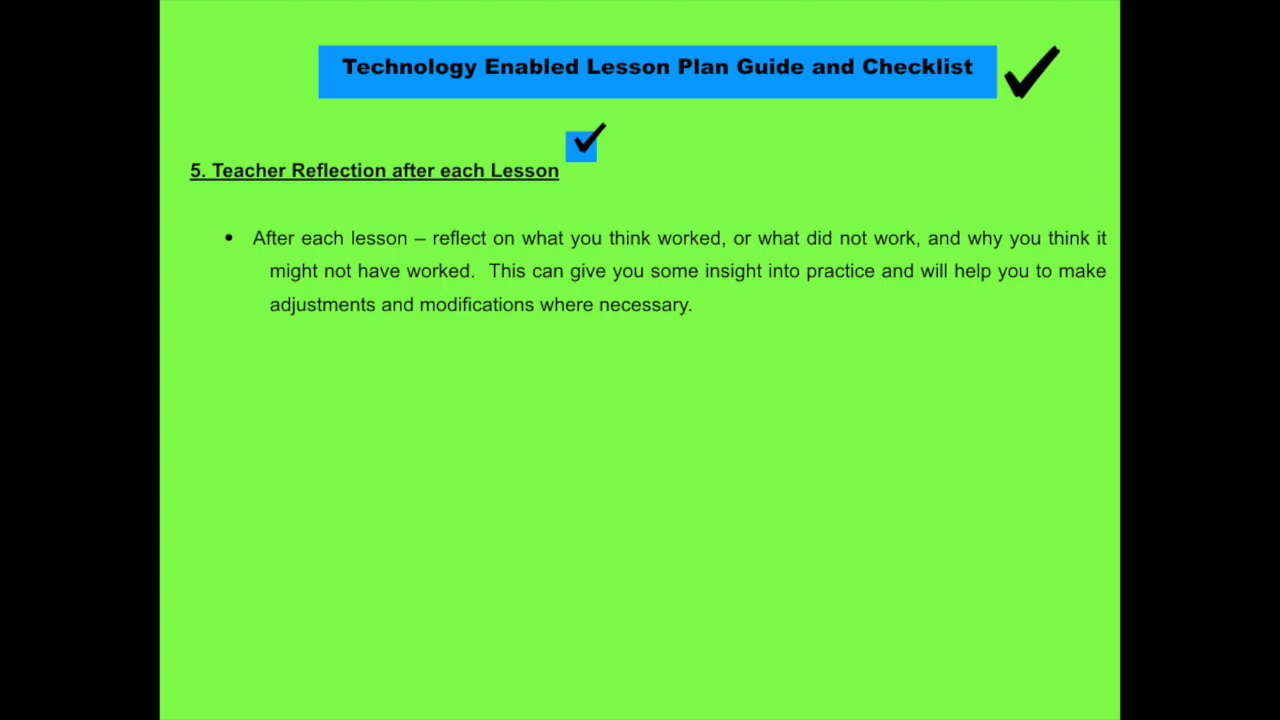 Technology Enabled Lesson Plan Guide and Checklist
5. Teacher Reflection after each Lesson
• After each lesson – reflect on what you think worked, or what did not work, and why you think it
might not have worked.  This can give you some insight into practice and will help you to make
adjustments and modifications where necessary.